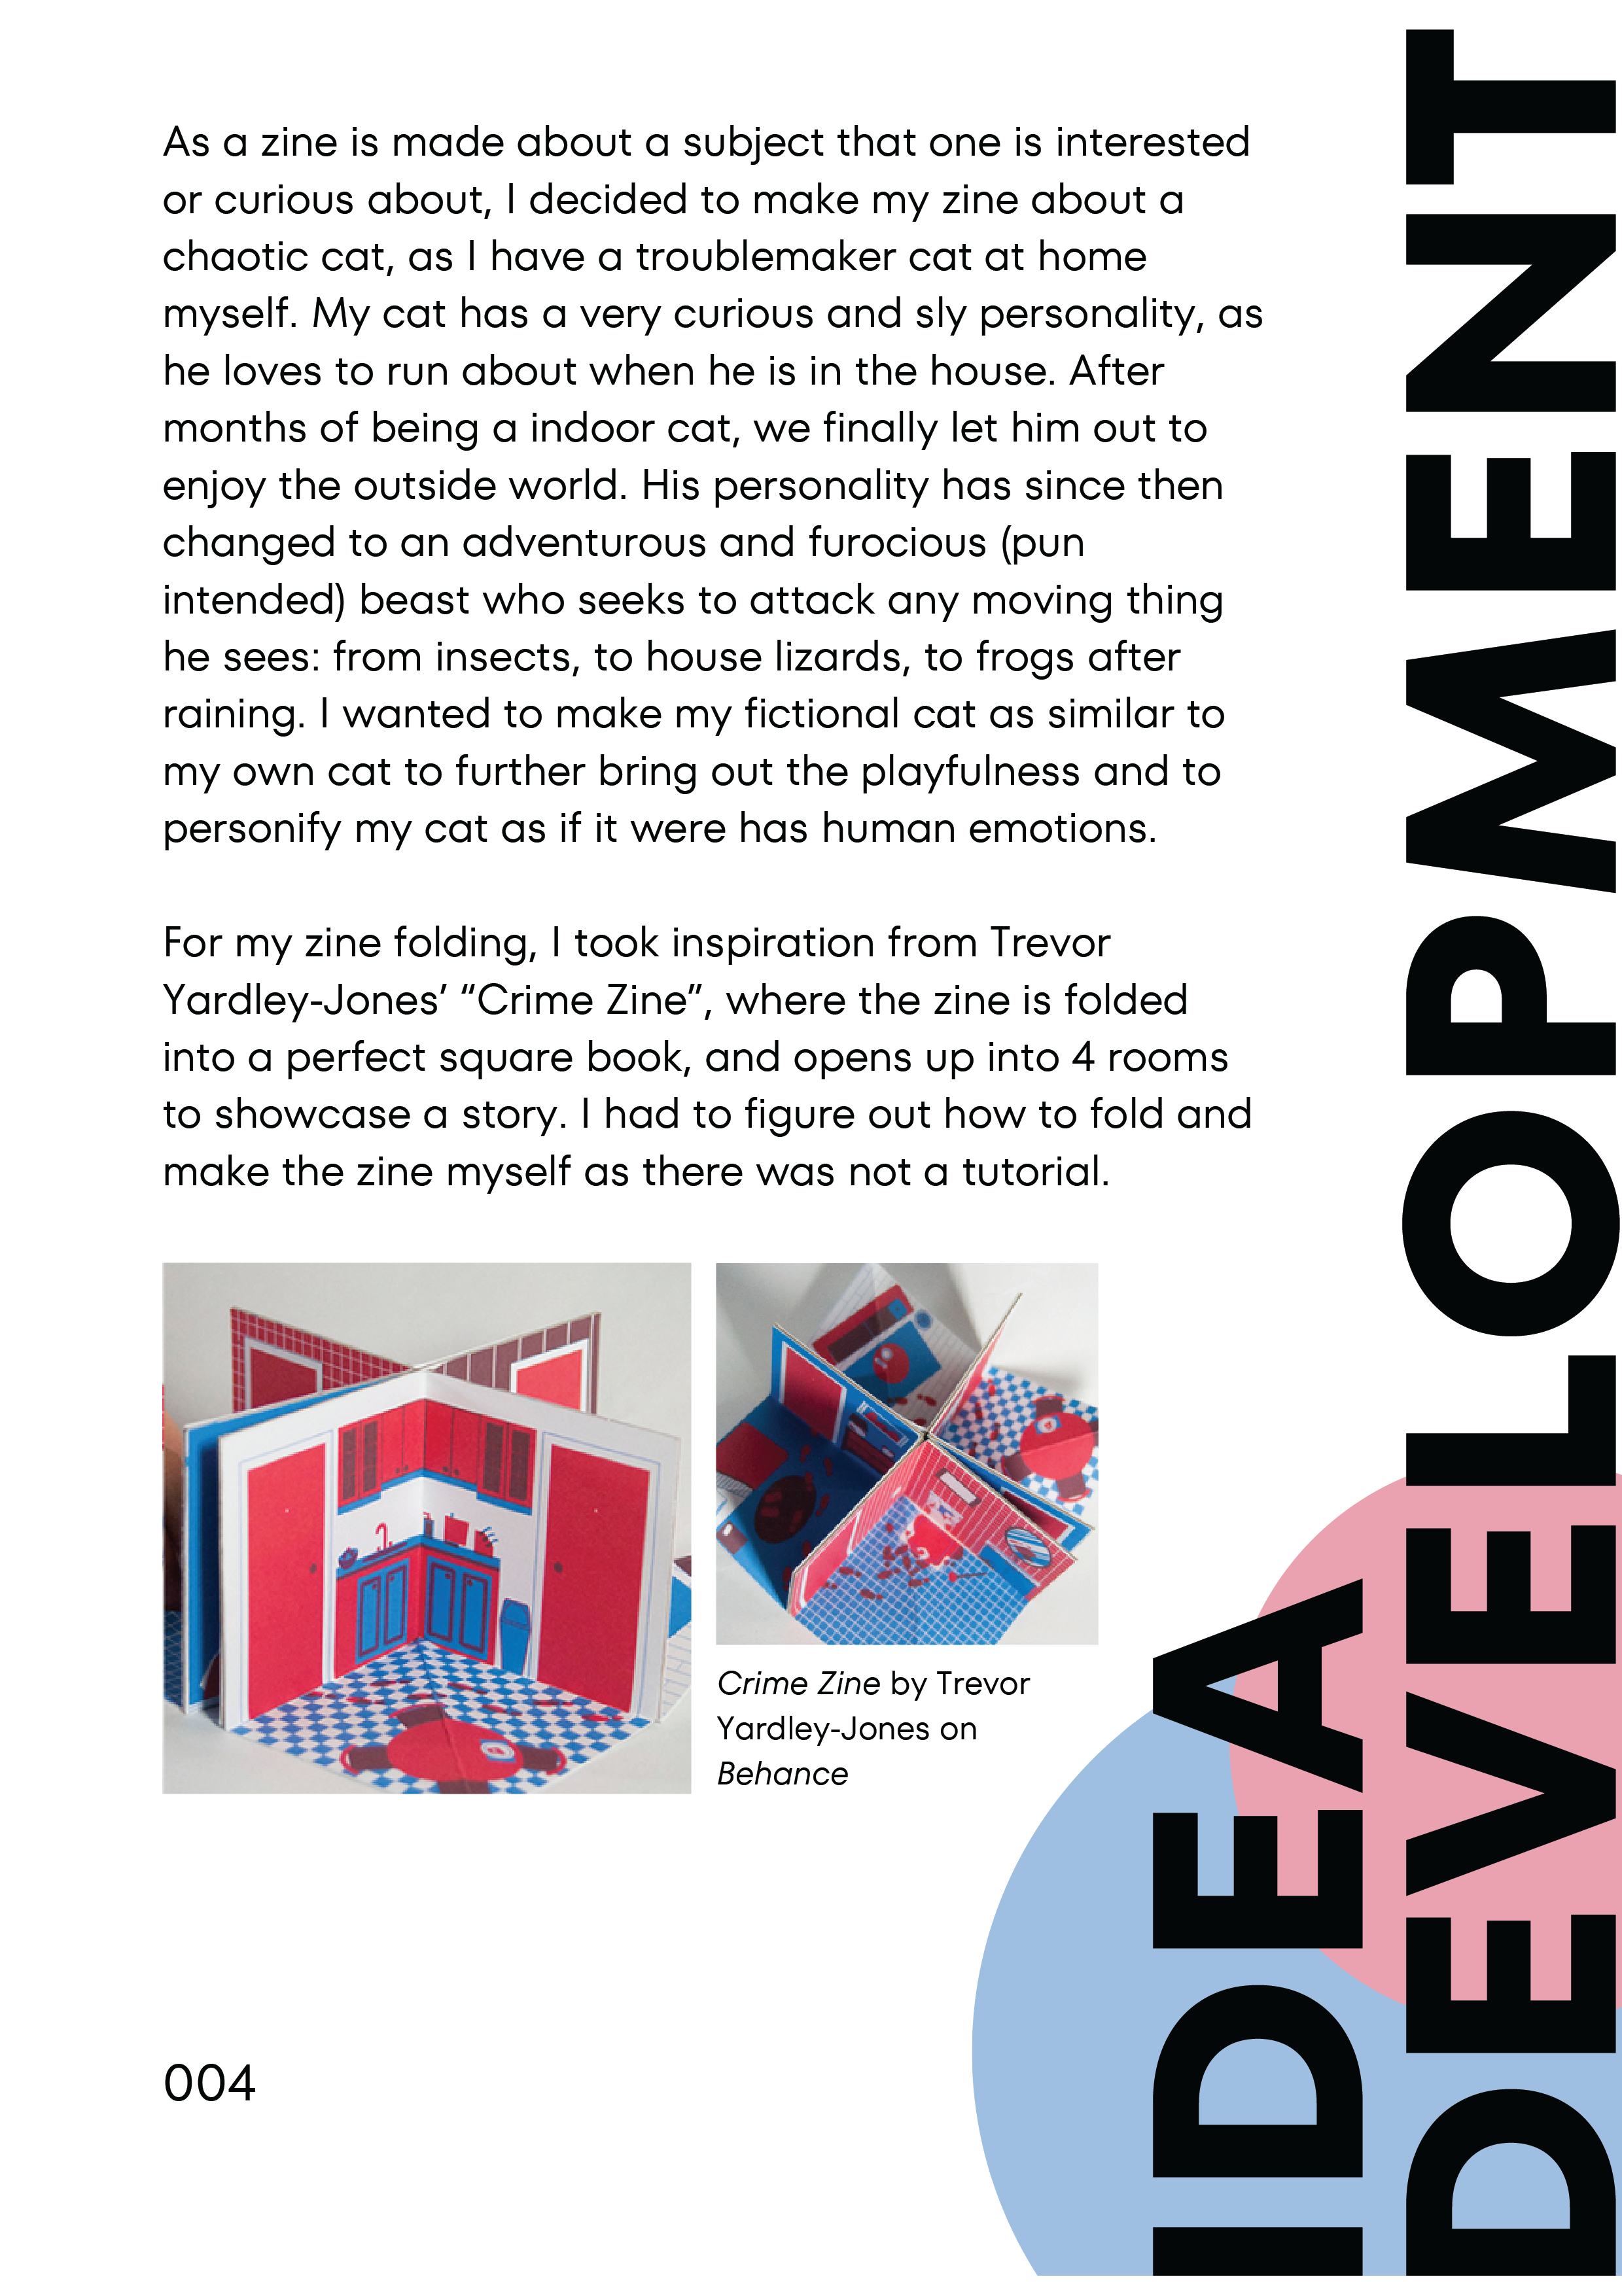 As a zine is made about a subject that one is interested
or curious about, I decided to make my zine about a
chaotic cat, as I have a troublemaker cat at home
myself. My cat has a very curious and sly personality, as
he loves to run about when he is in the house. After
months of being a indoor cat, we finally let him out to
enjoy the outside world. His personality has since then
changed to an adventurous and furocious (pun
intended) beast who seeks to attack any moving thing
he sees: from insects, to house lizards, to frogs after
raining. I wanted to make my fictional cat as similar to
my own cat to further bring out the playfulness and to
personify my cat as if it were has human emotions.
For my zine folding, I took inspiration from Trevor
Yardley-Jones’ “Crime Zine”, where the zine is folded
into a perfect square book, and opens up into 4 rooms
to showcase a story. I had to figure out how to fold and
make the zine myself as there was not a tutorial.
Crime Zine by Trevor
Yardley-Jones on
Behance
004
IDEA
DEVELOPMENT